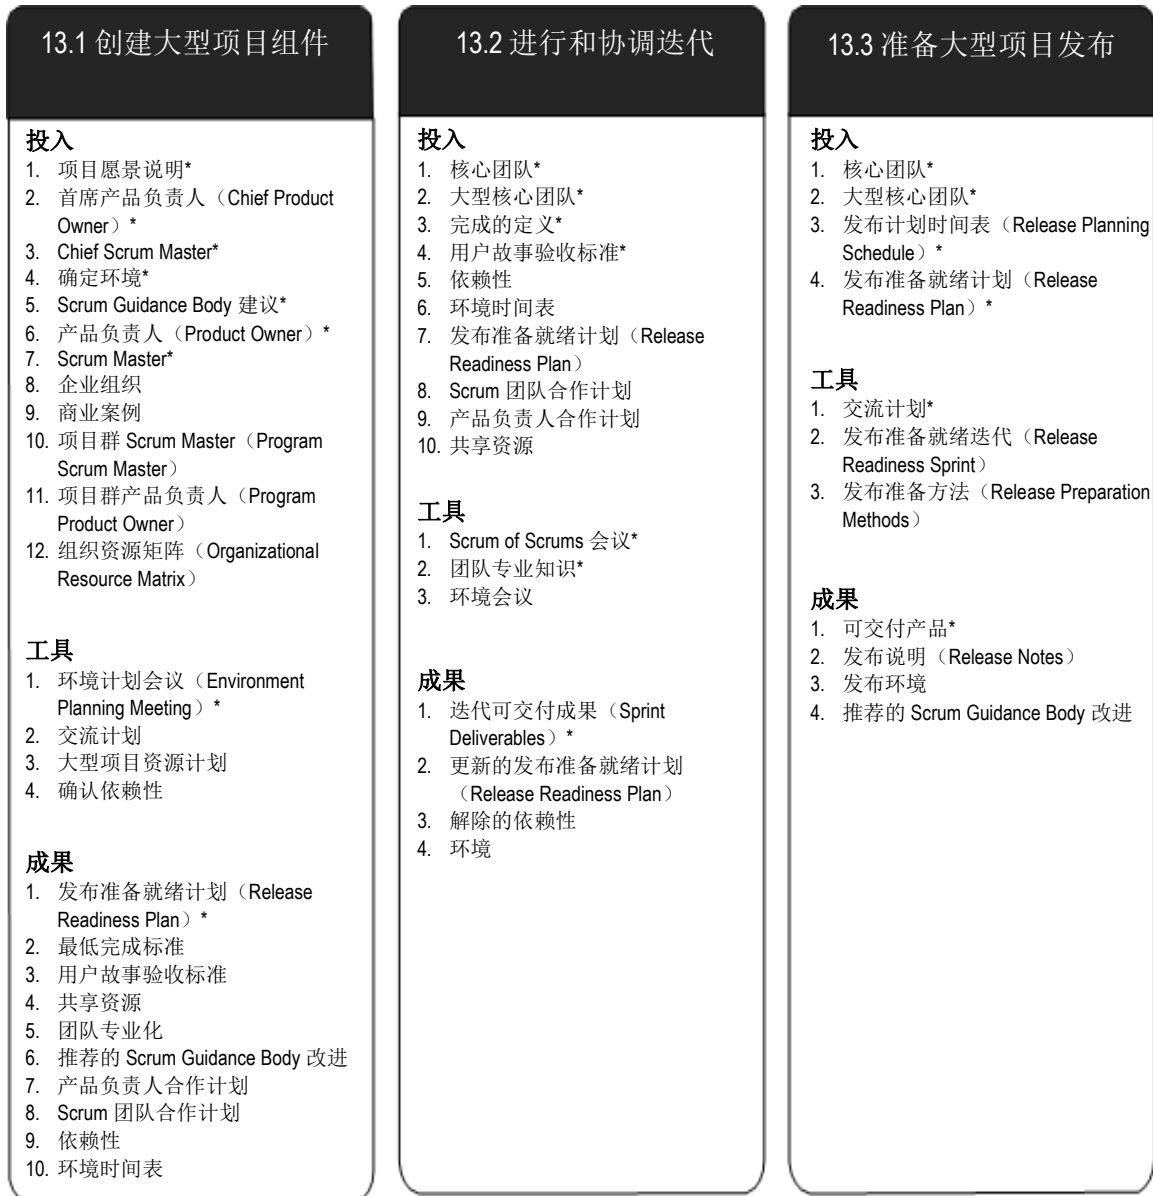 13.1 创建大型项目组件
投入
1. 项目愿景说明*
2. 首席产品负责人（Chief Product
Owner）*
3. Chief Scrum Master*
4. 确定环境*
5. Scrum Guidance Body 建议*
6. 产品负责人（Product Owner）*
7. Scrum Master*
8. 企业组织
9. 商业案例
10. 项目群 Scrum Master（Program
Scrum Master）
11. 项目群产品负责人（Program
Product Owner）
12. 组织资源矩阵（Organizational
Resource Matrix）
工具
1. 环境计划会议（Environment
Planning Meeting）*
2. 交流计划
3. 大型项目资源计划
4. 确认依赖性
成果
1. 发布准备就绪计划（Release
Readiness Plan）*
2. 最低完成标准
3. 用户故事验收标准
4. 共享资源
5. 团队专业化
6. 推荐的 Scrum Guidance Body 改进
7. 产品负责人合作计划
8. Scrum 团队合作计划
9. 依赖性
10. 环境时间表
13.2 进行和协调迭代
投入
1. 核心团队*
2. 大型核心团队*
3. 完成的定义*
4. 用户故事验收标准*
5. 依赖性
6. 环境时间表
7. 发布准备就绪计划（Release
Readiness Plan）
8. Scrum 团队合作计划
9. 产品负责人合作计划
10. 共享资源
工具
1. Scrum of Scrums 会议*
2. 团队专业知识*
3. 环境会议
成果
1. 迭代可交付成果（Sprint
Deliverables）*
2. 更新的发布准备就绪计划
（Release Readiness Plan）
3. 解除的依赖性
4. 环境
13.3 准备大型项目发布
投入
1. 核心团队*
2. 大型核心团队*
3. 发布计划时间表（Release Planning
Schedule）*
4. 发布准备就绪计划（Release
Readiness Plan）*
工具
1. 交流计划*
2. 发布准备就绪迭代（Release
Readiness Sprint）
3. 发布准备方法（Release Preparation
Methods）
成果
1. 可交付产品*
2. 发布说明（Release Notes）
3. 发布环境
4. 推荐的 Scrum Guidance Body 改进